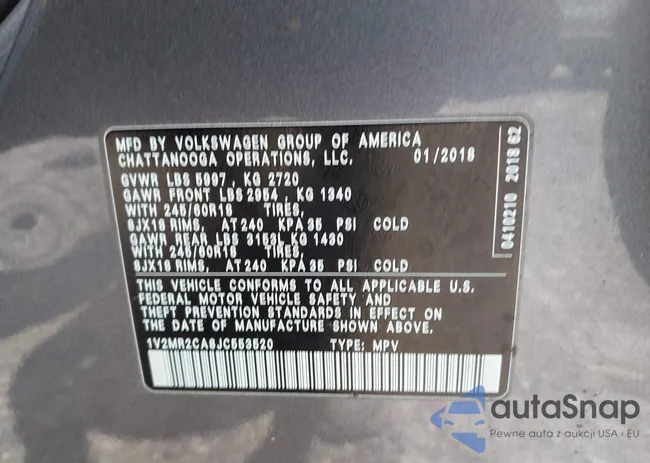 MFD BY VOLKSWAGEN GROUP OF AMERICA
CHATTANOOGA OPERATIONS, LLC. 01/2018
GVWR LBS 5997, KG 2720
GAWR FRONT LBS 2954, KG 1340
WITH 245/60R18 TIRES,
8JX18 RIMS, AT 240 KPA 35 PSI COLD
GAWR REAR LBS 3153, KG 1430
WITH 245/60R18 TIRES,
8JX18 RIMS, AT 240 KPA 35 PSI COLD
THIS VEHICLE CONFORMS TO ALL APPLICABLE U.S.
FEDERAL MOTOR VEHICLE SAFETY AND
THEFT PREVENTION STANDARDS IN EFFECT ON
THE DATE OF MANUFACTURE SHOWN ABOVE.
1V2MR2CA8JC553520 TYPE: MPV
0410210 2018 G2
autoSnap
Pewne auta z aukcji USA i EU